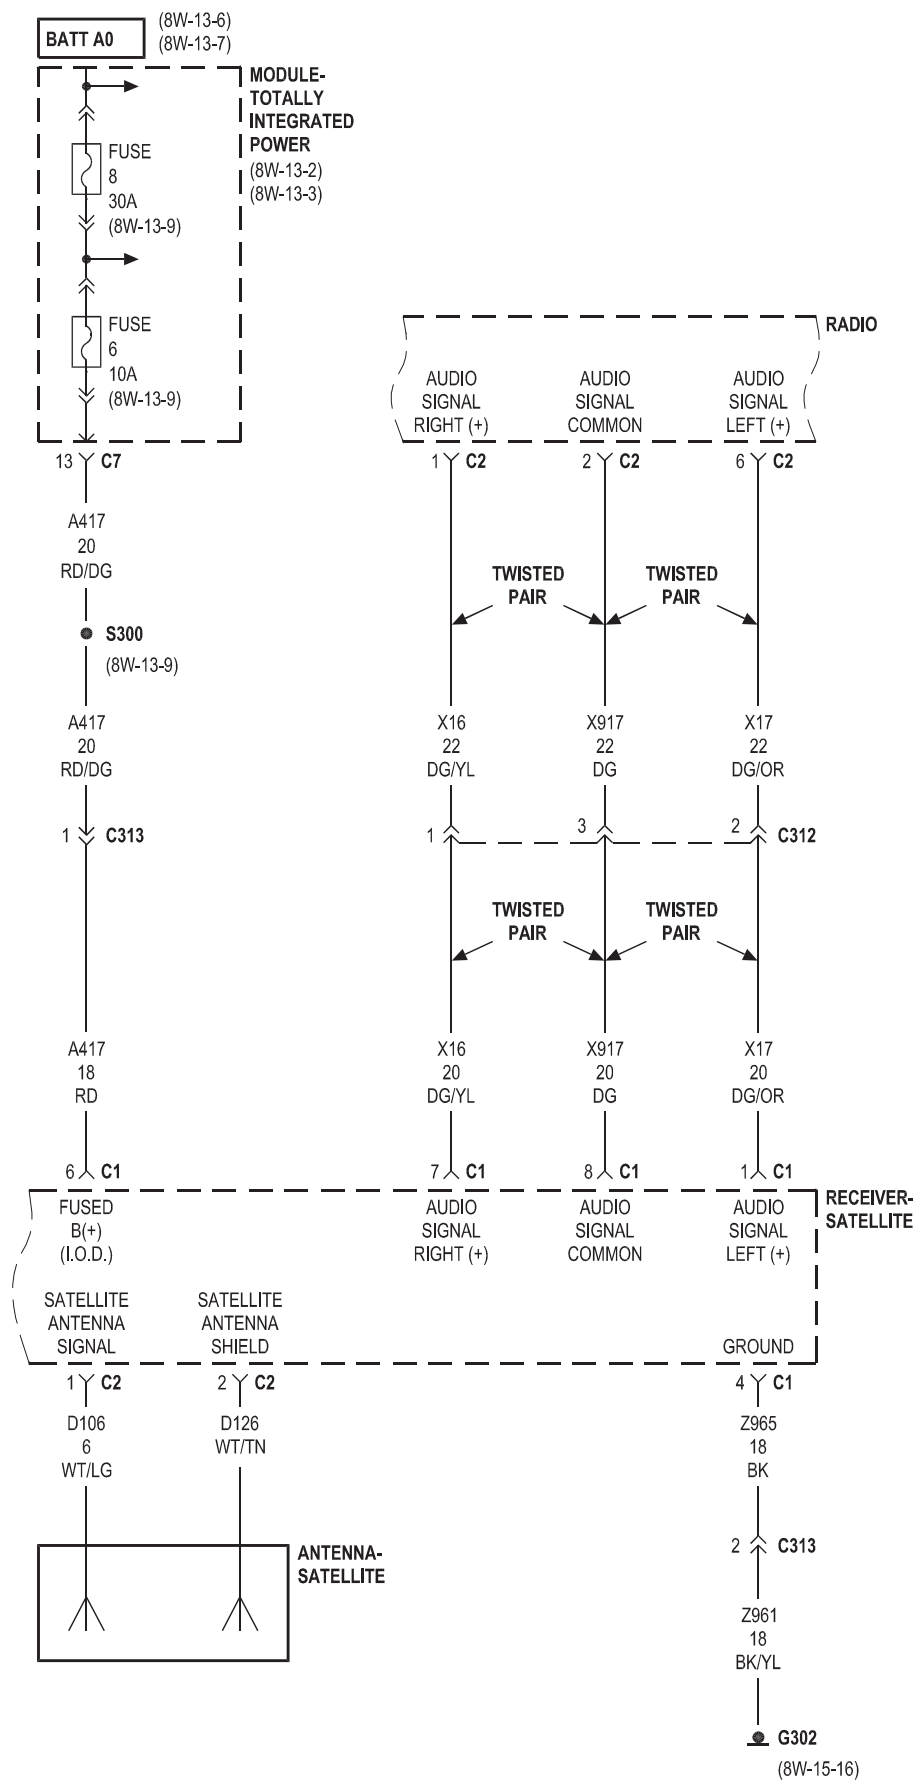 BATT A0
(8W-13-6)
(8W-13-7)
MODULE-
TOTALLY
INTEGRATED
POWER
(8W-13-2)
(8W-13-3)
FUSE
8
30A
(8W-13-9)
FUSE
6
10A
(8W-13-9)
RADIO
AUDIO
SIGNAL
RIGHT (+)
AUDIO
SIGNAL
COMMON
AUDIO
SIGNAL
LEFT (+)
13 C7
1 C2
2 C2
6 C2
A417
20
RD/DG
TWISTED
PAIR
TWISTED
PAIR
S300
(8W-13-9)
A417
20
RD/DG
X16
22
DG/YL
X917
22
DG
X17
22
DG/OR
1 C313
1
3
2 C312
TWISTED
PAIR
TWISTED
PAIR
A417
18
RD
X16
20
DG/YL
X917
20
DG
X17
20
DG/OR
6 C1
7 C1
8 C1
1 C1
RECEIVER-
SATELLITE
FUSED
B(+)
(I.O.D.)
AUDIO
SIGNAL
RIGHT (+)
AUDIO
SIGNAL
COMMON
AUDIO
SIGNAL
LEFT (+)
SATELLITE
ANTENNA
SIGNAL
SATELLITE
ANTENNA
SHIELD
GROUND
1 C2
2 C2
4 C1
D106
6
WT/LG
D126
WT/TN
Z965
18
BK
ANTENNA-
SATELLITE
2 C313
Z961
18
BK/YL
G302
(8W-15-16)